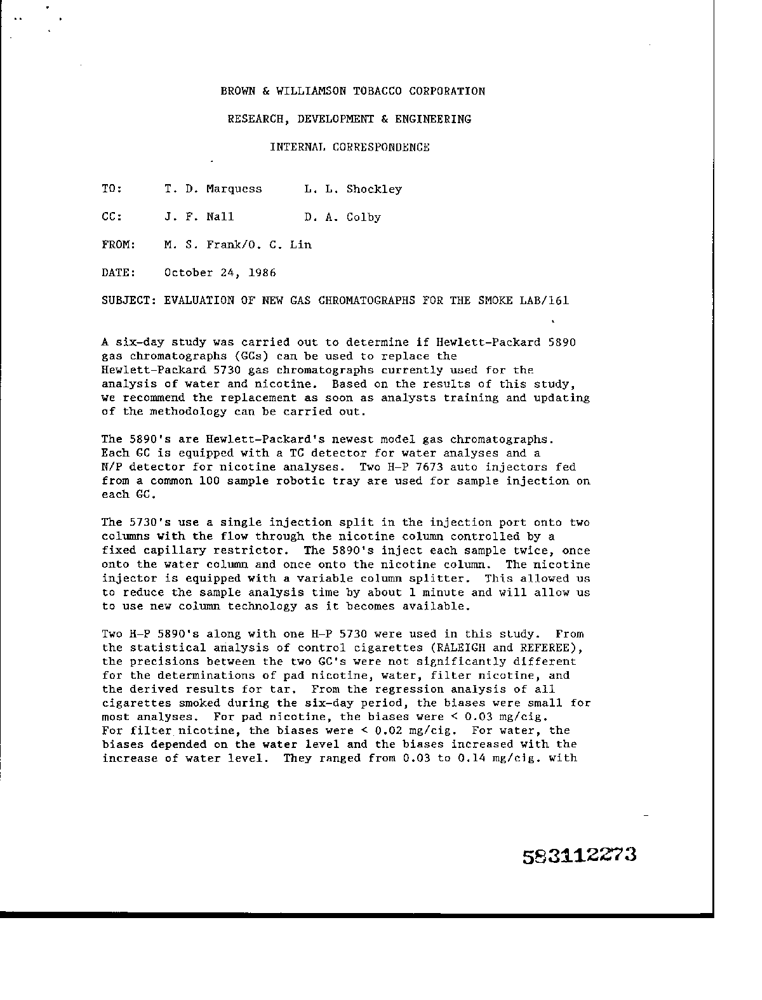 BROWN & WILLIAMSON TOBACCO CORPORATION
RESEARCH, DEVELOPMENT & ENGINEERING
INTERNAL CORRESPONDENCE
TO: T. D. Marquess L. L. Shockley
CC: J. F. Nall D. A. Colby
FROM: M. S. Frank/O. C. Lin
DATE: October 24, 1986
SUBJECT: EVALUATION OF NEW GAS CHROMATOGRAPHS FOR THE SMOKE LAB/161
A six-day study was carried out to determine if Hewlett-Packard 5890
gas chromatographs (GCs) can be used to replace the
Hewlett-Packard 5730 gas chromatographs currently used for the
analysis of water and nicotine. Based on the results of this study,
we recommend the replacement as soon as analysts training and updating
of the methodology can be carried out.
The 5890's are Hewlett-Packard's newest model gas chromatographs.
Each GC is equipped with a TC detector for water analyses and a
N/P detector for nicotine analyses. Two H-P 7673 auto injectors fed
from a common 100 sample robotic tray are used for sample injection on
each GC.
The 5730's use a single injection split in the injection port onto two
columns with the flow through the nicotine column controlled by a
fixed capillary restrictor. The 5890's inject each sample twice, once
onto the water column and once onto the nicotine column. The nicotine
injector is equipped with a variable column splitter. This allowed us
to reduce the sample analysis time by about 1 minute and will allow us
to use new column technology as it becomes available.
Two H-P 5890's along with one H-P 5730 were used in this study. From
the statistical analysis of control cigarettes (RALEIGH and REFEREE),
the precisions between the two GC's were not significantly different
for the determinations of pad nicotine, water, filter nicotine, and
the derived results for tar. From the regression analysis of all
cigarettes smoked during the six-day period, the biases were small for
most analyses. For pad nicotine, the biases were < 0.03 mg/cig.
For filter nicotine, the biases were < 0.02 mg/cig. For water, the
biases depended on the water level and the biases increased with the
increase of water level. They ranged from 0.03 to 0.14 mg/cig. with
583112273